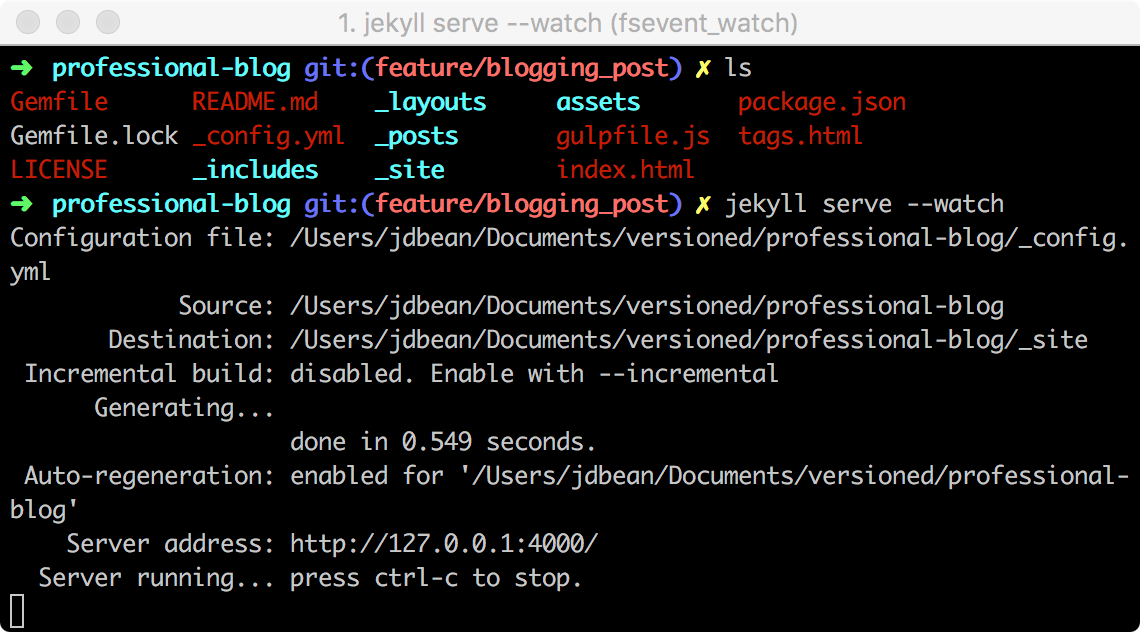 1. jekyll serve --watch (fsevent_watch)
➜ professional-blog git:(feature/blogging_post) ✗ ls
Gemfile README.md _layouts assets package.json
Gemfile.lock _config.yml _posts gulpfile.js tags.html
LICENSE _includes _site index.html
➜ professional-blog git:(feature/blogging_post) ✗ jekyll serve --watch
Configuration file: /Users/jdbean/Documents/versioned/professional-blog/_config.
yml
Source: /Users/jdbean/Documents/versioned/professional-blog
Destination: /Users/jdbean/Documents/versioned/professional-blog/_site
Incremental build: disabled. Enable with --incremental
Generating...
done in 0.549 seconds.
Auto-regeneration: enabled for '/Users/jdbean/Documents/versioned/professional-
blog'
Server address: http://127.0.0.1:4000/
Server running... press ctrl-c to stop.